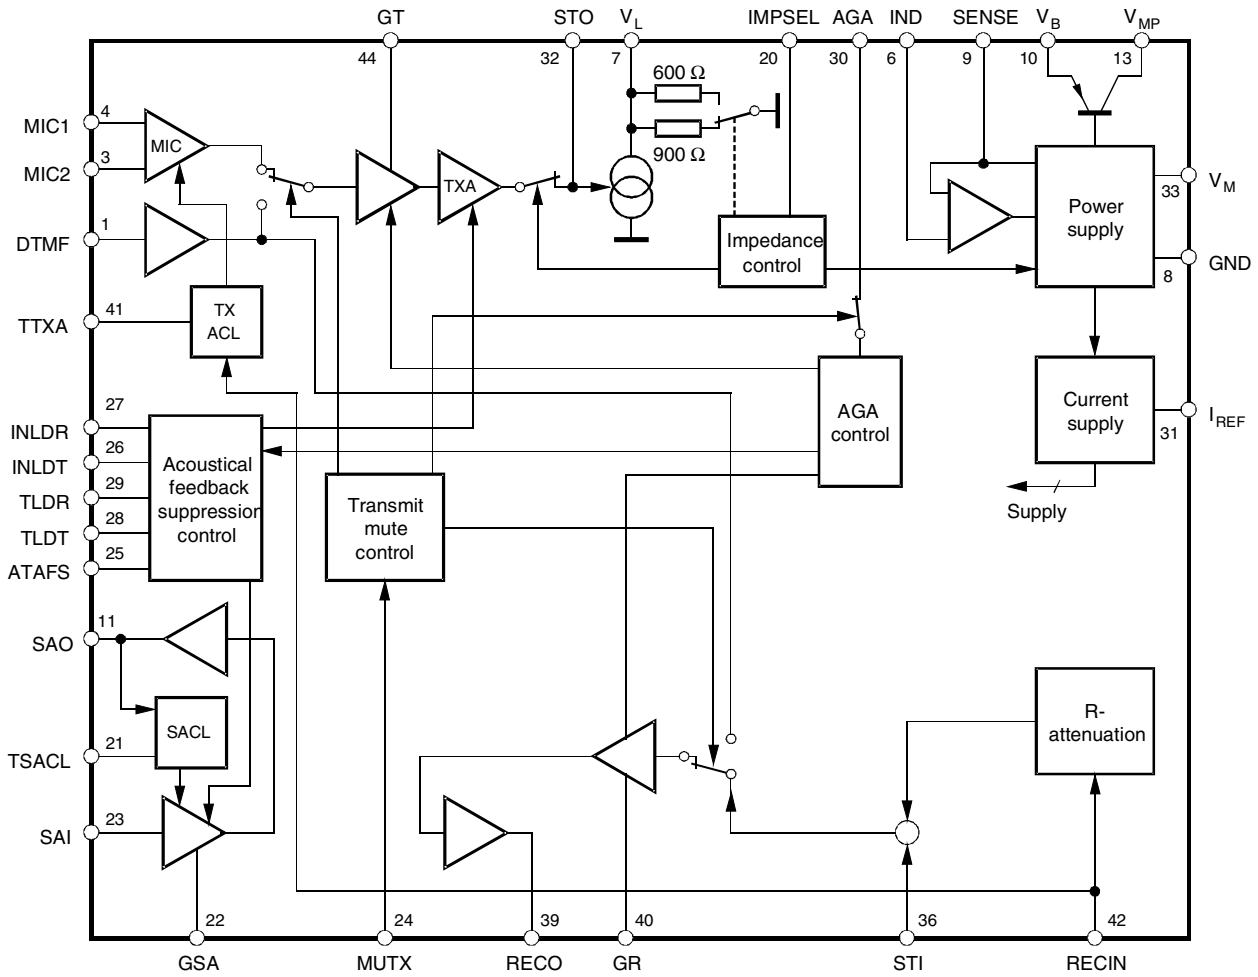 GT
STO
V_L
IMPSEL
AGA
IND
SENSE
V_B
V_MP
44
32
7
20
30
6
9
10
13
600 Ω
900 Ω
MIC1
4
MIC
MIC2
3
DTMF
1
TXA
TTXA
41
TX
ACL
Impedance
control
Power
supply
33
V_M
8
GND
27
INLDR
26
INLDT
29
TLDR
28
TLDT
25
ATAFS
Acoustical
feedback
suppression
control
Transmit
mute
control
AGA
control
Current
supply
31
I_REF
Supply
11
SAO
SACL
21
TSACL
23
SAI
R-
attenuation
22
24
39
40
36
42
GSA
MUTX
RECO
GR
STI
RECIN